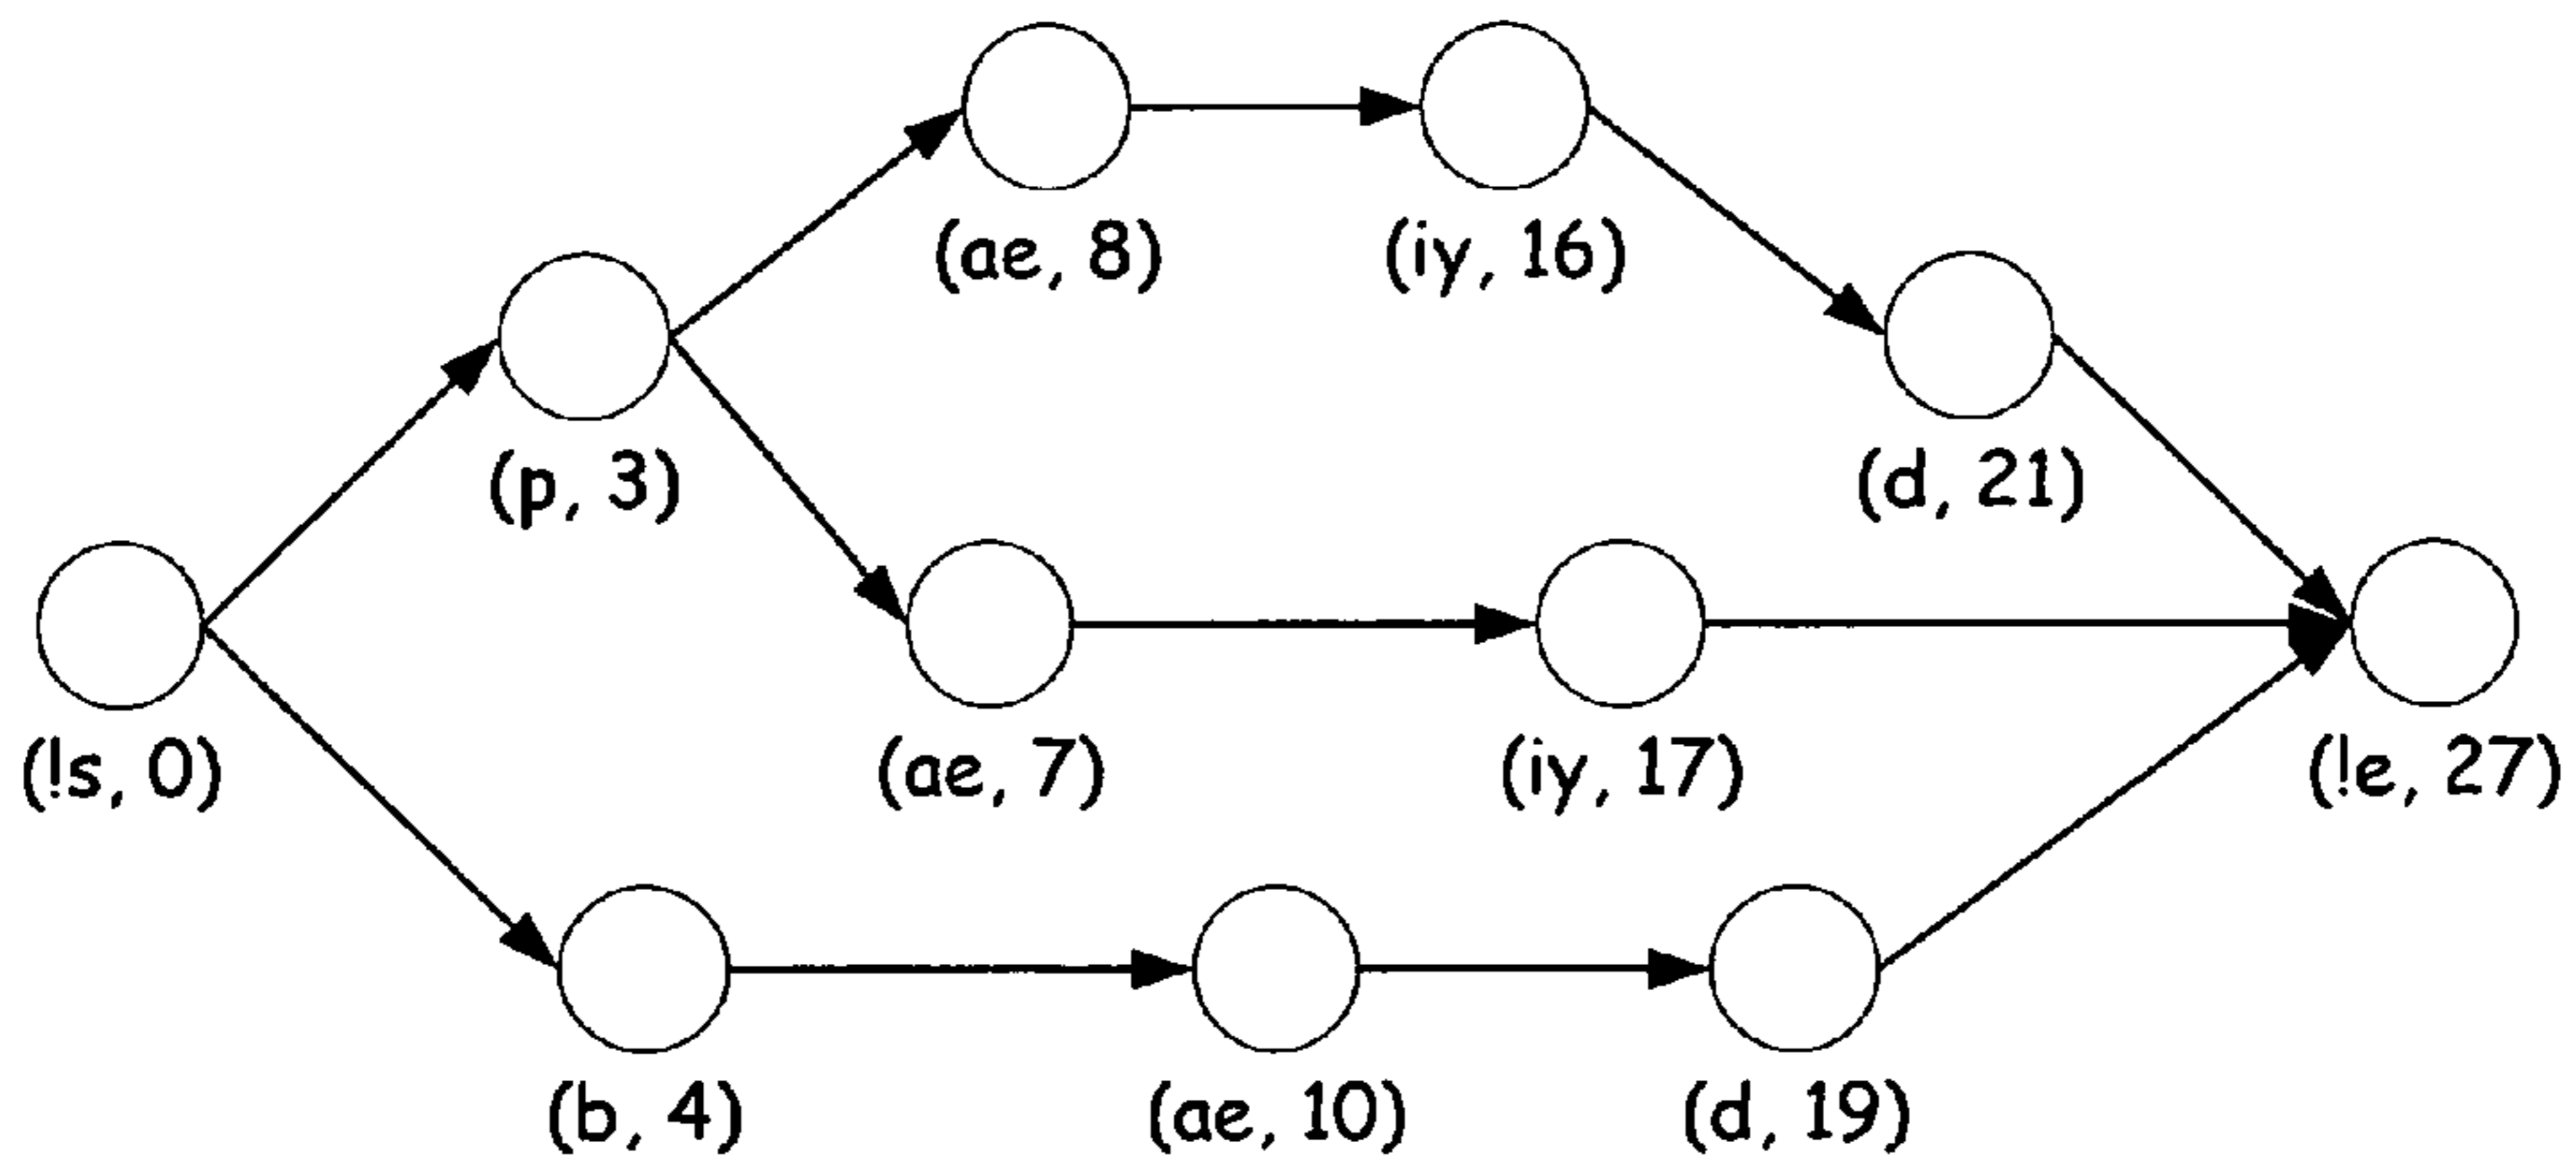 (ae, 8)
(iy, 16)
(p, 3)
(d, 21)
(!s, 0)
(ae, 7)
(iy, 17)
(!e, 27)
(b, 4)
(ae, 10)
(d, 19)